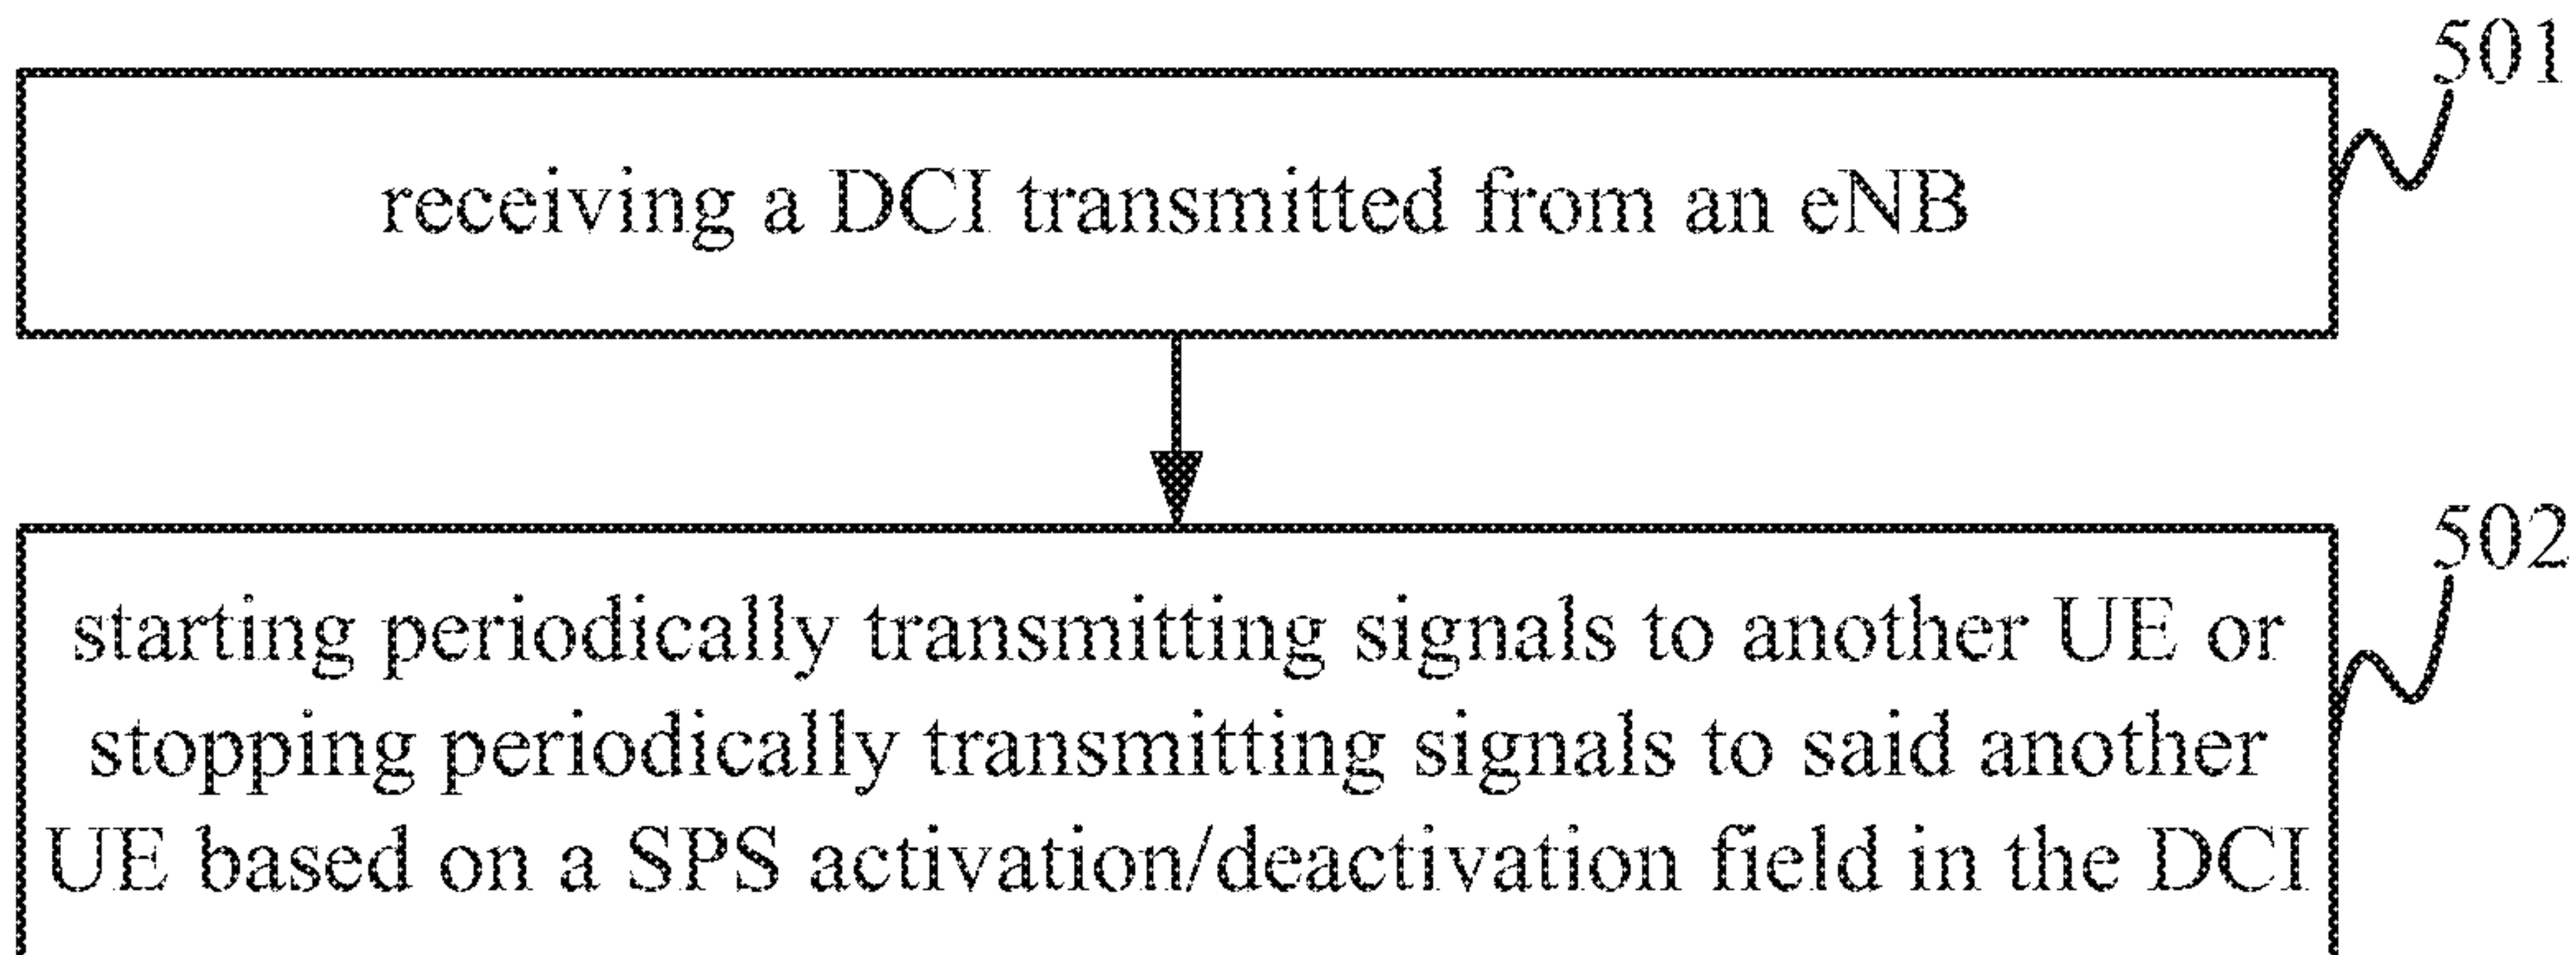 501
receiving a DCI transmitted from an eNB
502
starting periodically transmitting signals to another UE or
stopping periodically transmitting signals to said another
UE based on a SPS activation/deactivation field in the DCI